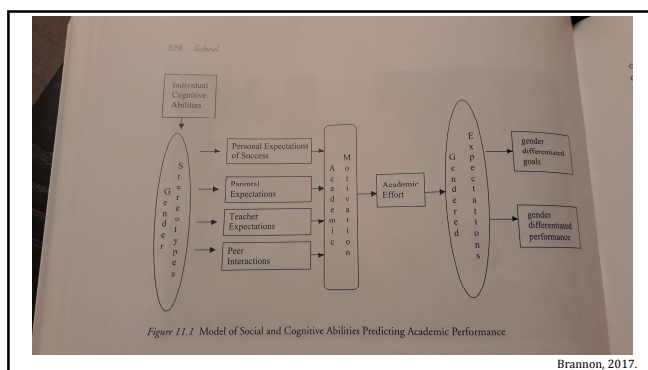 328 School
Individual
Cognitive
Abilities
Gender
Stereotypes
Personal Expectations
of Success
Parental
Expectations
Teacher
Expectations
Peer
Interactions
Academic
Motivation
Academic
Effort
Gendered
Expectations
gender
differentiated
goals
gender
differentiated
performance
Figure 11.1 Model of Social and Cognitive Abilities Predicting Academic Performance
Brannon, 2017.